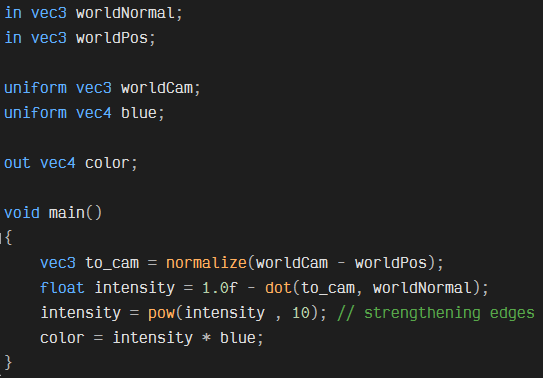 in vec3 worldNormal;
in vec3 worldPos;
uniform vec3 worldCam;
uniform vec4 blue;
out vec4 color;
void main()
{
vec3 to_cam = normalize(worldCam - worldPos);
float intensity = 1.0f - dot(to_cam, worldNormal);
intensity = pow(intensity , 10); // strengthening edges
color = intensity * blue;
}